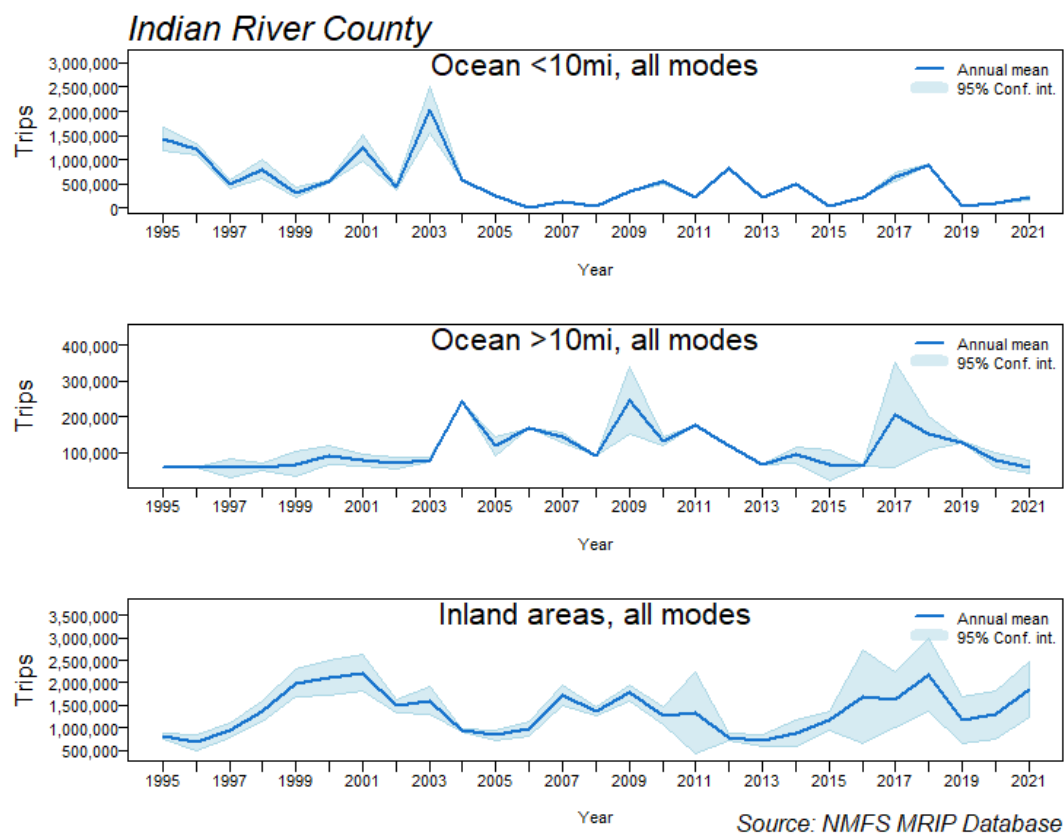 Indian River County
Ocean <10mi, all modes
Annual mean
95% Conf. int.
Trips
3,000,000
2,500,000
2,000,000
1,500,000
1,000,000
500,000
0
1995 1997 1999 2001 2003 2005 2007 2009 2011 2013 2015 2017 2019 2021
Year
Ocean >10mi, all modes
Annual mean
95% Conf. int.
Trips
400,000
300,000
200,000
100,000
1995 1997 1999 2001 2003 2005 2007 2009 2011 2013 2015 2017 2019 2021
Year
Inland areas, all modes
Annual mean
95% Conf. int.
Trips
3,500,000
3,000,000
2,500,000
2,000,000
1,500,000
1,000,000
500,000
1995 1997 1999 2001 2003 2005 2007 2009 2011 2013 2015 2017 2019 2021
Year
Source: NMFS MRIP Database